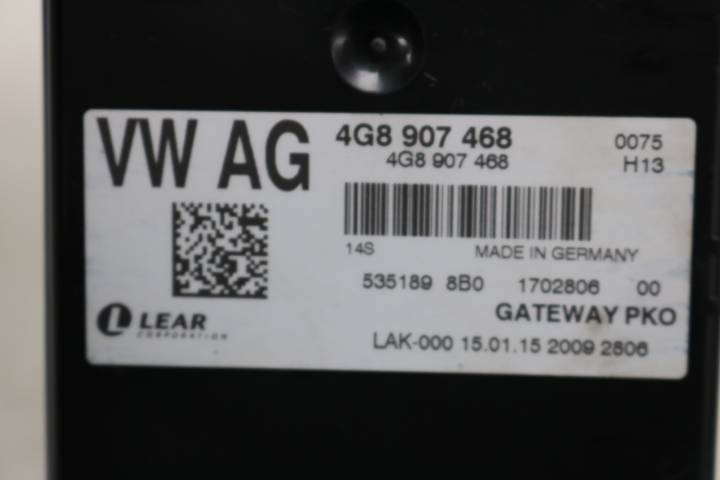 VW AG
4G8 907 468 0075
4G8 907 468 H13
14S MADE IN GERMANY
535189 8B0 1702806 00
GATEWAY PKO
LEAR
CORPORATION
LAK-000 15.01.15 2009 2806